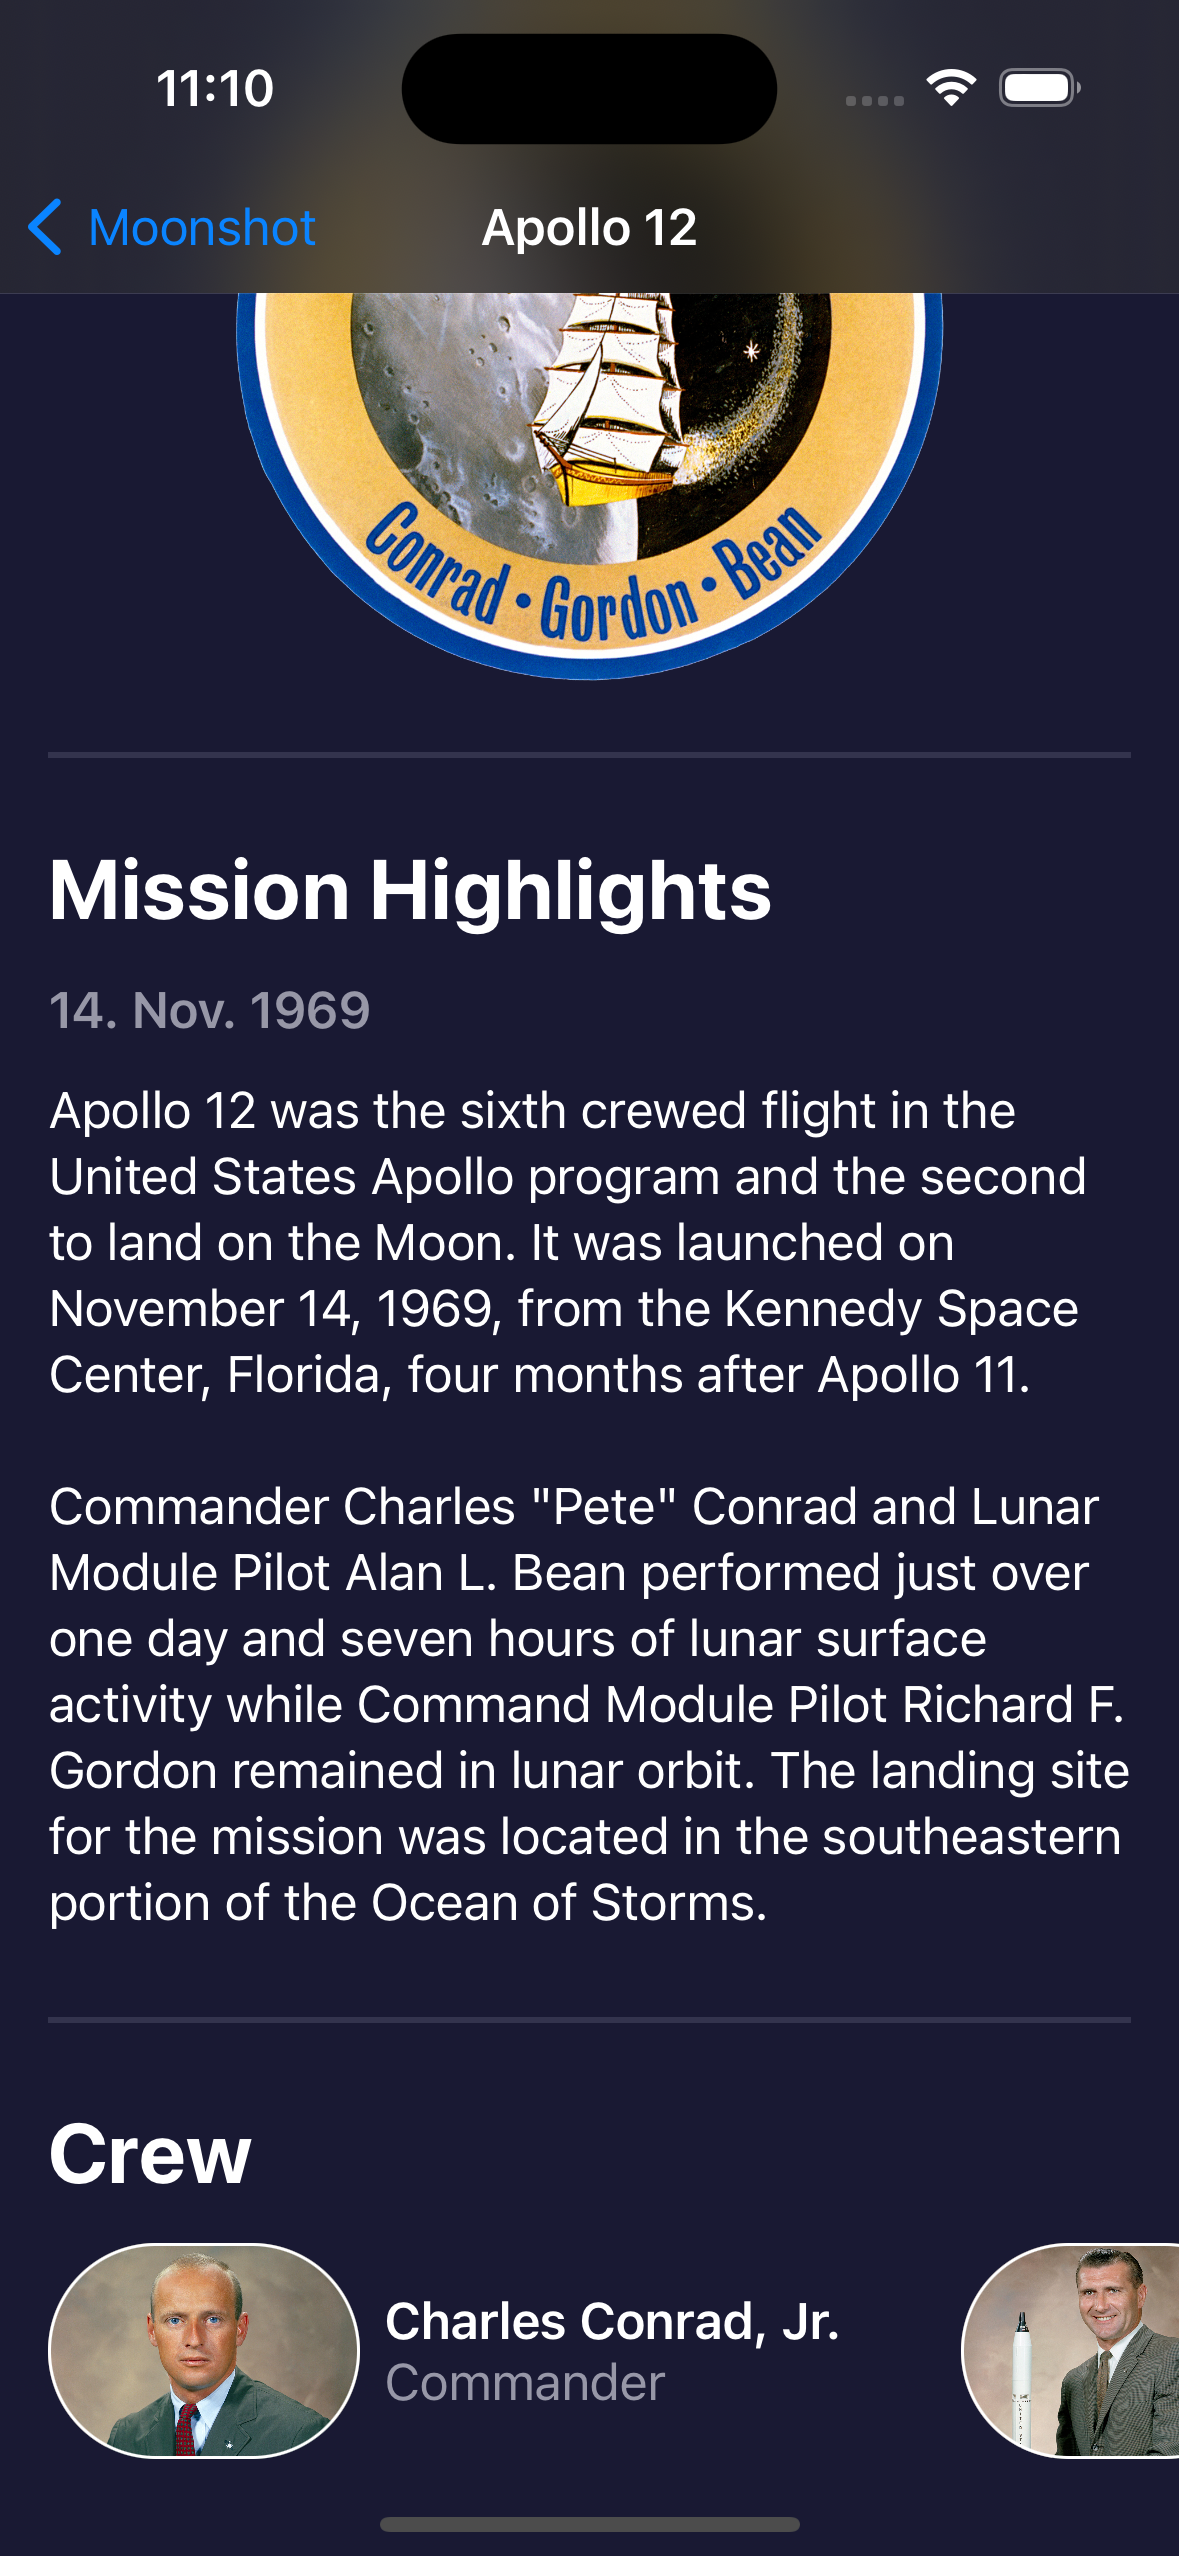 11:10
Moonshot
Apollo 12
Conrad • Gordon • Bean
Mission Highlights
14. Nov. 1969
Apollo 12 was the sixth crewed flight in the
United States Apollo program and the second
to land on the Moon. It was launched on
November 14, 1969, from the Kennedy Space
Center, Florida, four months after Apollo 11.
Commander Charles "Pete" Conrad and Lunar
Module Pilot Alan L. Bean performed just over
one day and seven hours of lunar surface
activity while Command Module Pilot Richard F.
Gordon remained in lunar orbit. The landing site
for the mission was located in the southeastern
portion of the Ocean of Storms.
Crew
Charles Conrad, Jr.
Commander